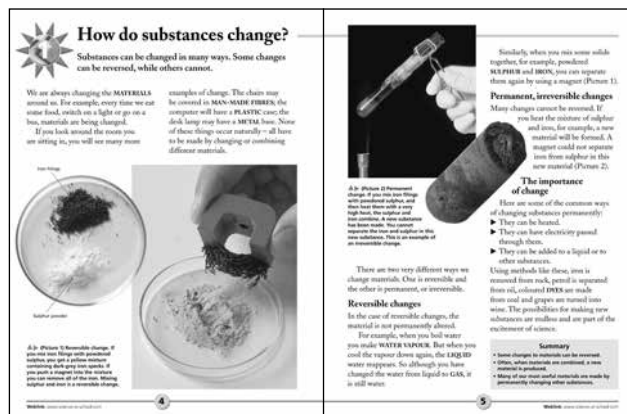 1
How do substances change?
Substances can be changed in many ways. Some changes
can be reversed, while others cannot.
We are always changing the MATERIALS
around us. For example, every time we eat
some food, switch on a light or go on a
bus, materials are being changed.
If you look around the room you
are sitting in, you will see many more
examples of change. The chairs may
be covered in MAN-MADE FIBRES; the
computer will have a PLASTIC case; the
desk lamp may have a METAL base. None
of these things occur naturally – all have
to be made by changing or combining
different materials.
Iron filings
Sulphur powder
(Picture 1) Reversible change. If
you mix iron filings with powdered
sulphur, you get a yellow mixture
containing dark-grey iron specks. If
you push a magnet into the mixture
you can remove all of the iron. Mixing
sulphur and iron is a reversible change.
4
(Picture 2) Permanent
change. If you mix iron filings
with powdered sulphur, and
then heat them with a very
high heat, the sulphur and
iron combine. A new substance
has been made. You cannot
separate the iron and sulphur in this
new substance. This is an example of
an irreversible change.
There are two very different ways we
change materials. One is reversible and
the other is permanent, or irreversible.
Reversible changes
In the case of reversible changes, the
material is not permanently altered.
For example, when you boil water
you make WATER VAPOUR. But when you
cool the vapour down again, the LIQUID
water reappears. So although you have
changed the water from liquid to GAS, it
is still water.
Similarly, when you mix some solids
together, for example, powdered
SULPHUR and IRON, you can separate
them again by using a magnet (Picture 1).
Permanent, irreversible changes
Many changes cannot be reversed. If
you heat the mixture of sulphur
and iron, for example, a new
material will be formed. A
magnet could not separate
iron from sulphur in this
new material (Picture 2).
The importance
of change
Here are some of the common ways
of changing substances permanently:
► They can be heated.
► They can have electricity passed
through them.
► They can be added to a liquid or to
other substances.
Using methods like these, iron is
removed from rock, petrol is separated
from oil, coloured DYES are made
from coal and grapes are turned into
wine. The possibilities for making new
substances are endless and are part of the
excitement of science.
Summary
• Some changes to materials can be reversed.
• Often, when materials are combined, a new
material is produced.
• Many of our most useful materials are made by
permanently changing other substances.
5